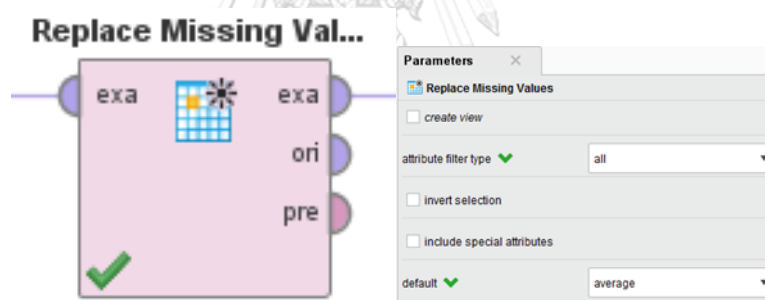 Replace Missing Val...
exa
exa
ori
pre
Parameters
Replace Missing Values
create view
attribute filter type
all
invert selection
include special attributes
default
average